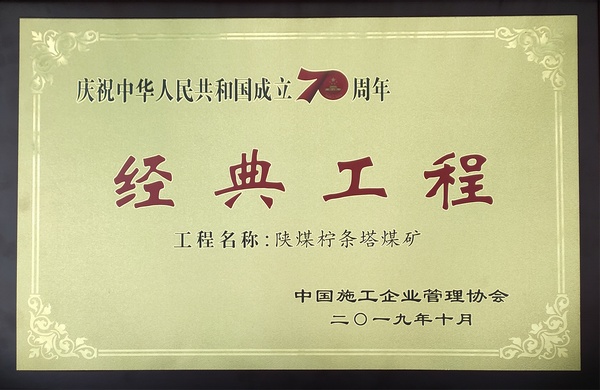 庆祝中华人民共和国成立70周年
经典工程
工程名称:陕煤柠条塔煤矿
中国施工企业管理协会
二〇一九年十月